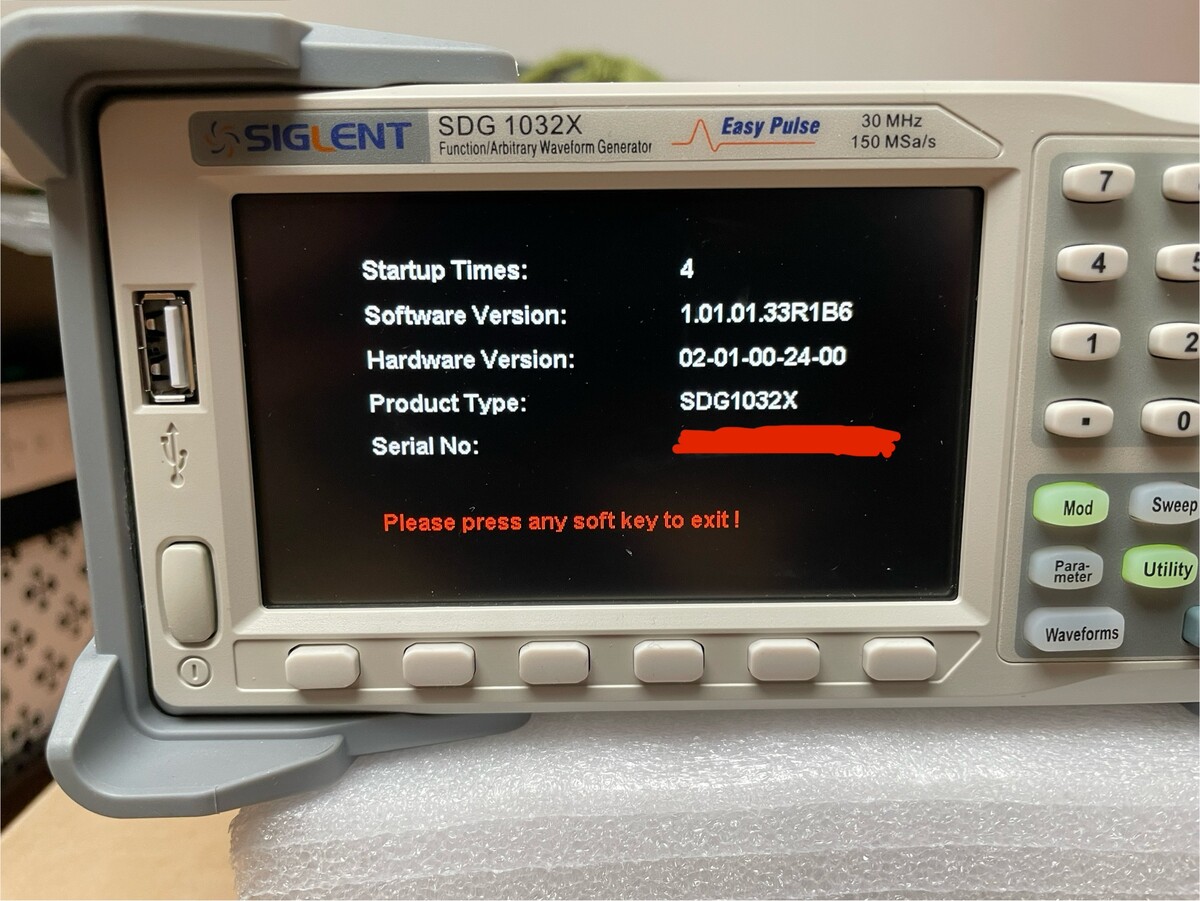 SIGLENT
SDG 1032X
Function/Arbitrary Waveform Generator
Easy Pulse
30 MHz
150 MSa/s
Startup Times: 4
Software Version: 1.01.01.33R1B6
Hardware Version: 02-01-00-24-00
Product Type: SDG1032X
Serial No:
Please press any soft key to exit !
7
4
1 2
. 0
Mod Sweep
Para-
meter
Utility
Waveforms